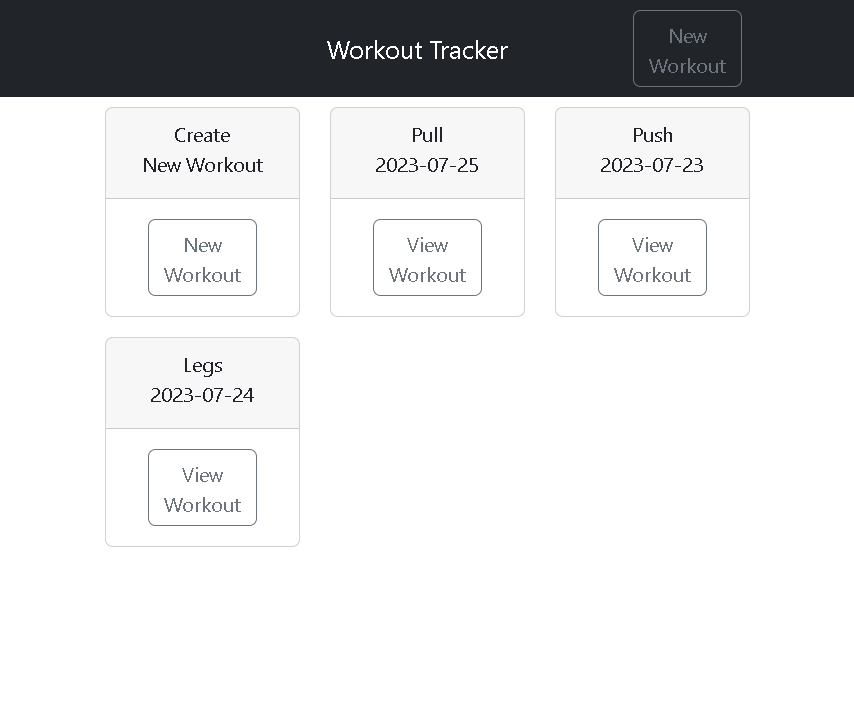 Workout Tracker
New
Workout
Create
New Workout
New
Workout
Pull
2023-07-25
View
Workout
Push
2023-07-23
View
Workout
Legs
2023-07-24
View
Workout